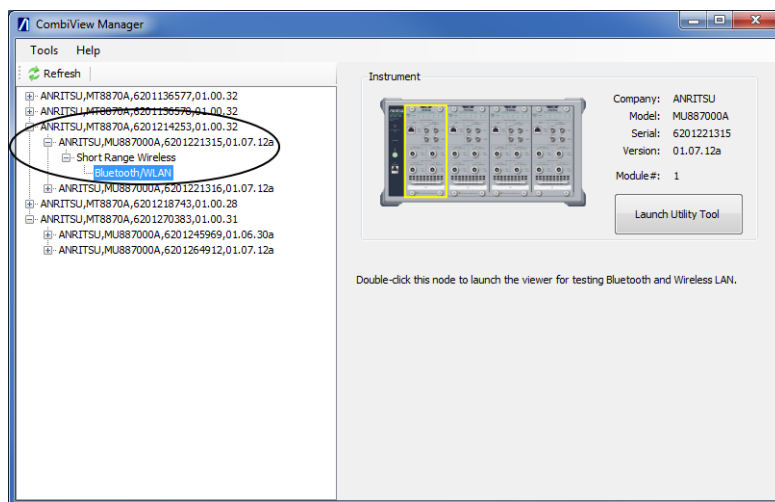 CombiView Manager
Tools Help
Refresh
ANRITSU,MT8870A,6201136577,01.00.32
ANRITSU,MT8870A,6201136578,01.00.32
ANRITSU,MT8870A,6201214253,01.00.32
ANRITSU,MU887000A,6201221315,01.07.12a
Short Range Wireless
Bluetooth/WLAN
ANRITSU,MU887000A,6201221316,01.07.12a
ANRITSU,MT8870A,6201218743,01.00.28
ANRITSU,MT8870A,6201270383,01.00.31
ANRITSU,MU887000A,6201245969,01.06.30a
ANRITSU,MU887000A,6201264912,01.07.12a
Instrument
Company: ANRITSU
Model: MU887000A
Serial: 6201221315
Version: 01.07.12a
Module#: 1
Launch Utility Tool
Double-click this node to launch the viewer for testing Bluetooth and Wireless LAN.